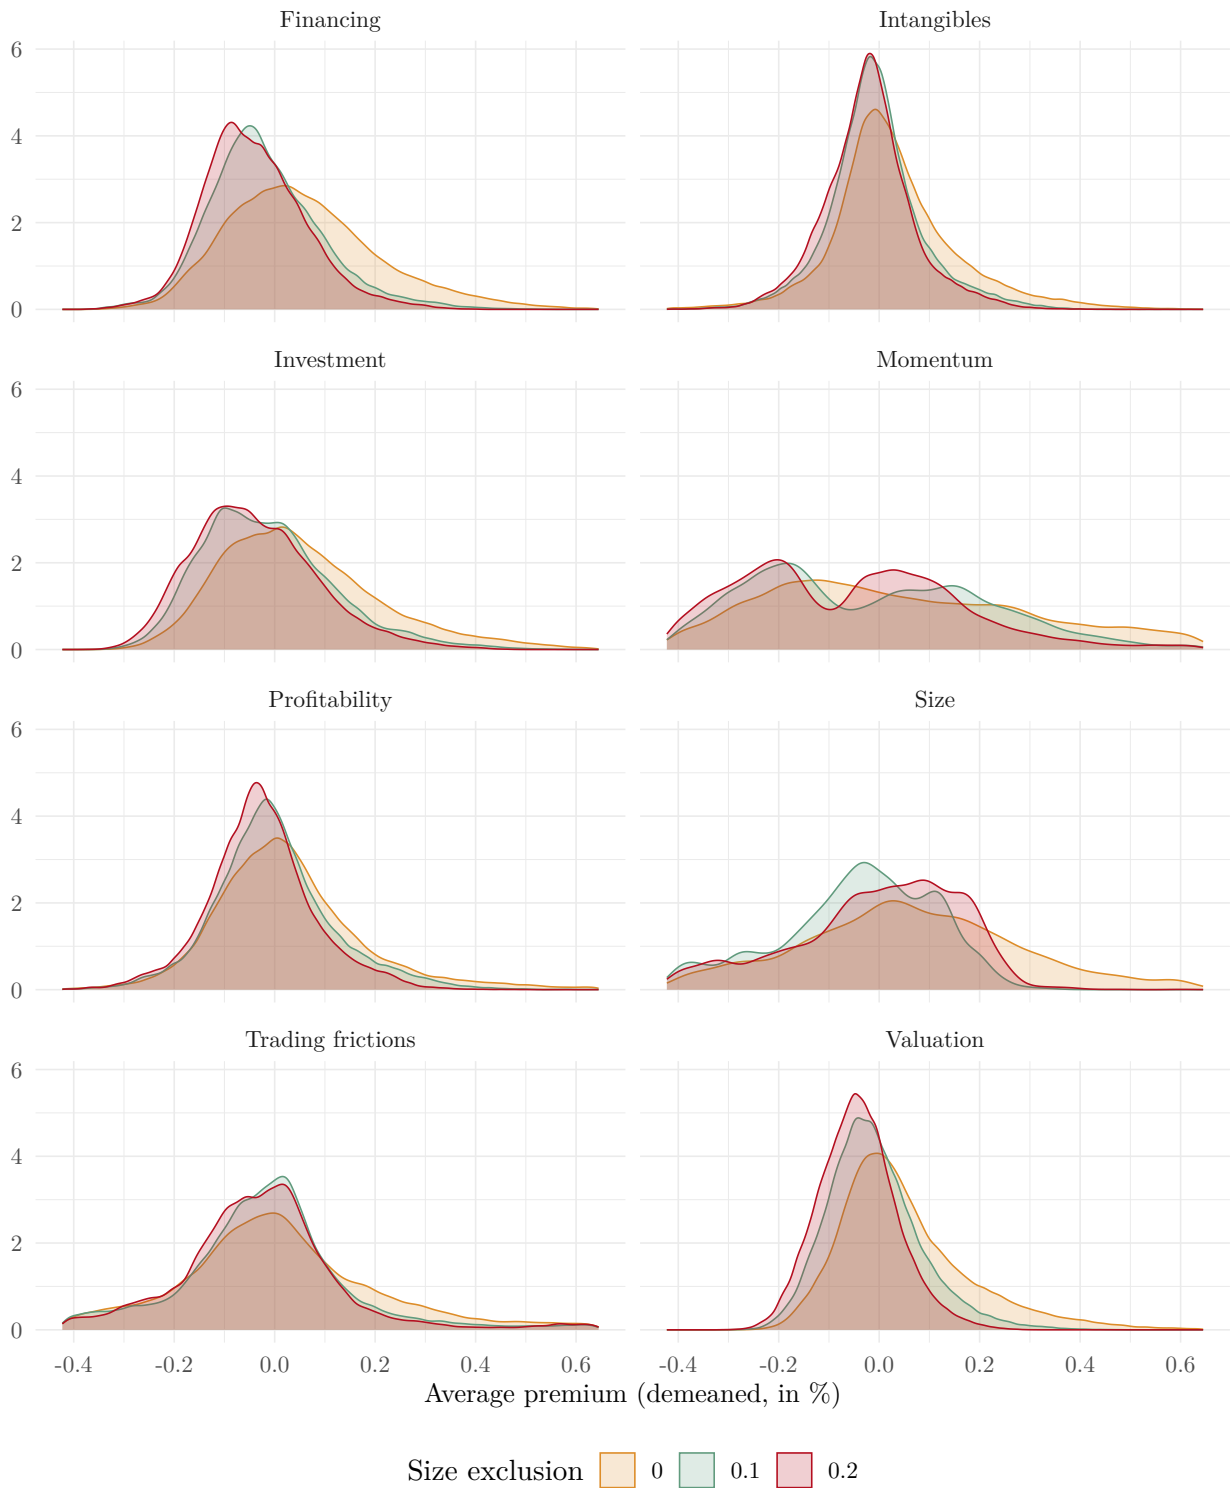 Financing
Intangibles
6
4
2
0
Investment
Momentum
6
4
2
0
Profitability
Size
6
4
2
0
Trading frictions
Valuation
6
4
2
0
-0.4 -0.2 0.0 0.2 0.4 0.6 -0.4 -0.2 0.0 0.2 0.4 0.6
Average premium (demeaned, in %)
Size exclusion 0 0.1 0.2